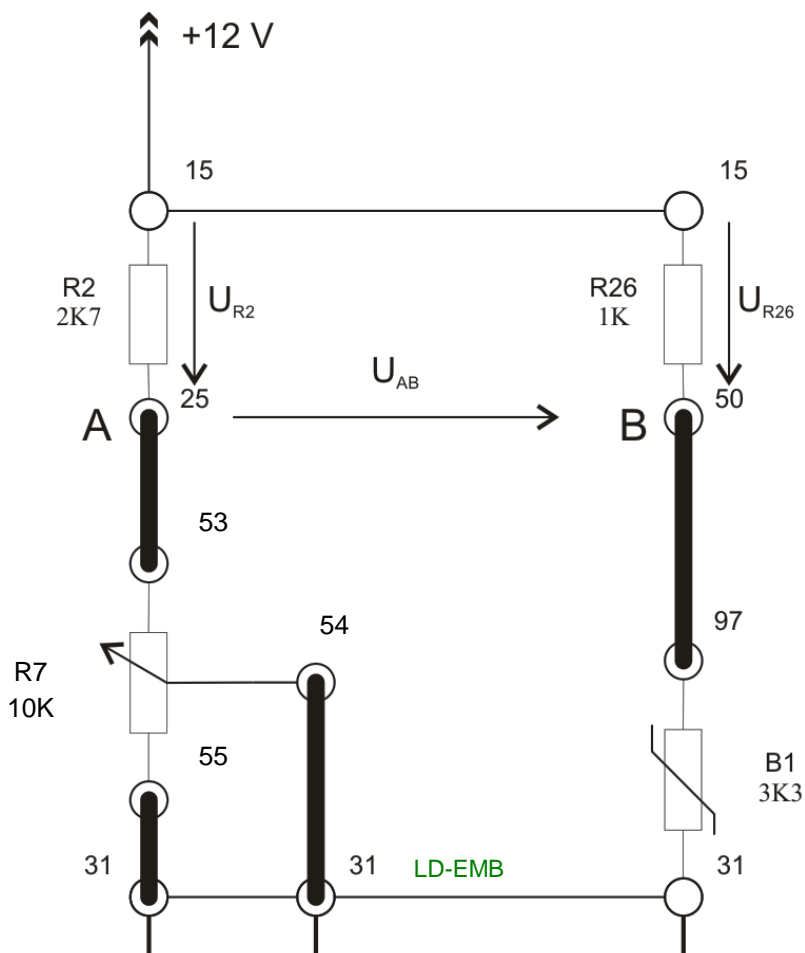 +12 V
15
15
R2
2K7
U_R2
R26
1K
U_R26
U_AB
25
50
A
B
53
54
97
R7
10K
55
B1
3K3
31
31
LD-EMB
31